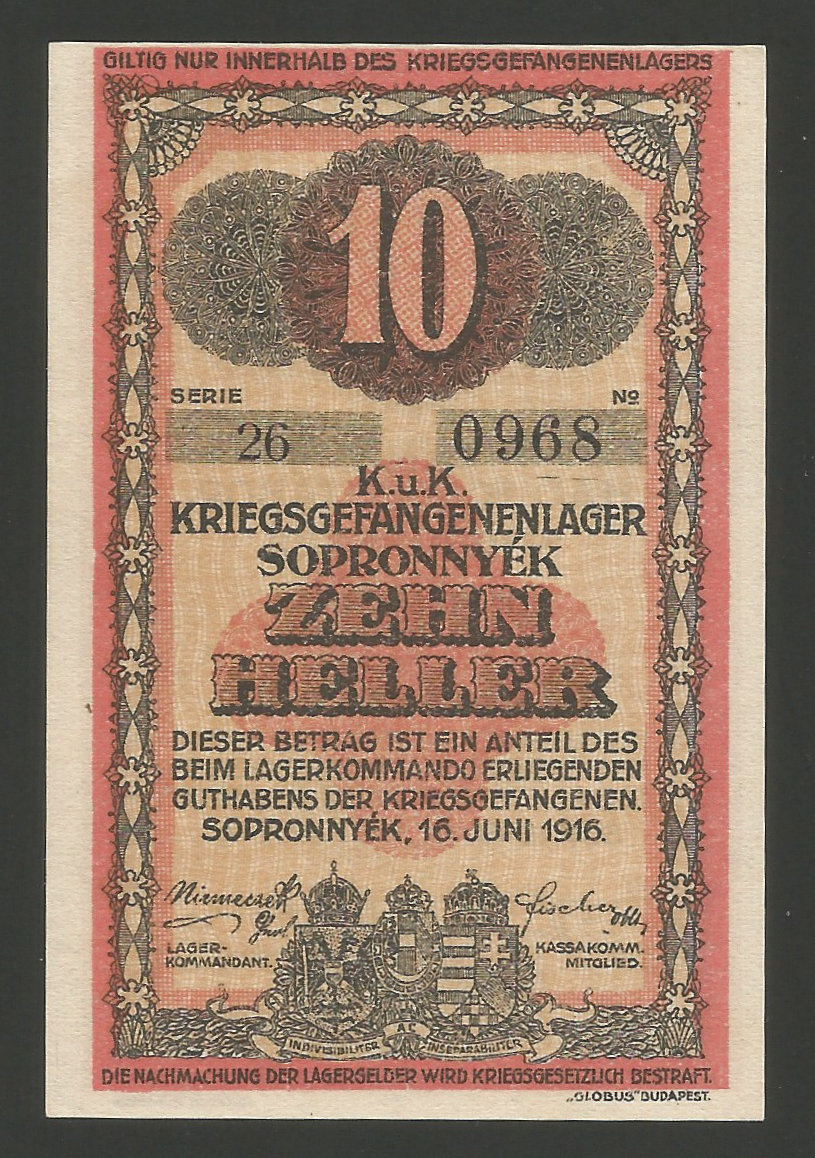 GILTIG NUR INNERHALB DES KRIEGSGEFANGENENLAGERS
10
SERIE No
26 0968
K.u.K.
KRIEGSGEFANGENENLAGER
SOPRONNYÉK
ZEHN
HELLER
DIESER BETRAG IST EIN ANTEIL DES
BEIM LAGERKOMMANDO ERLIEGENDEN
GUTHABENS DER KRIEGSGEFANGENEN.
SOPRONNYÉK, 16. JUNI 1916.
Fischer
LAGER-
KOMMANDANT.
KASSAKOMM.
MITGLIED.
INDIVISIBILITER AC INSEPARABILITER
DIE NACHMACHUNG DER LAGERGELDER WIRD KRIEGSGESETZLICH BESTRAFT.
„GLOBUS" BUDAPEST.